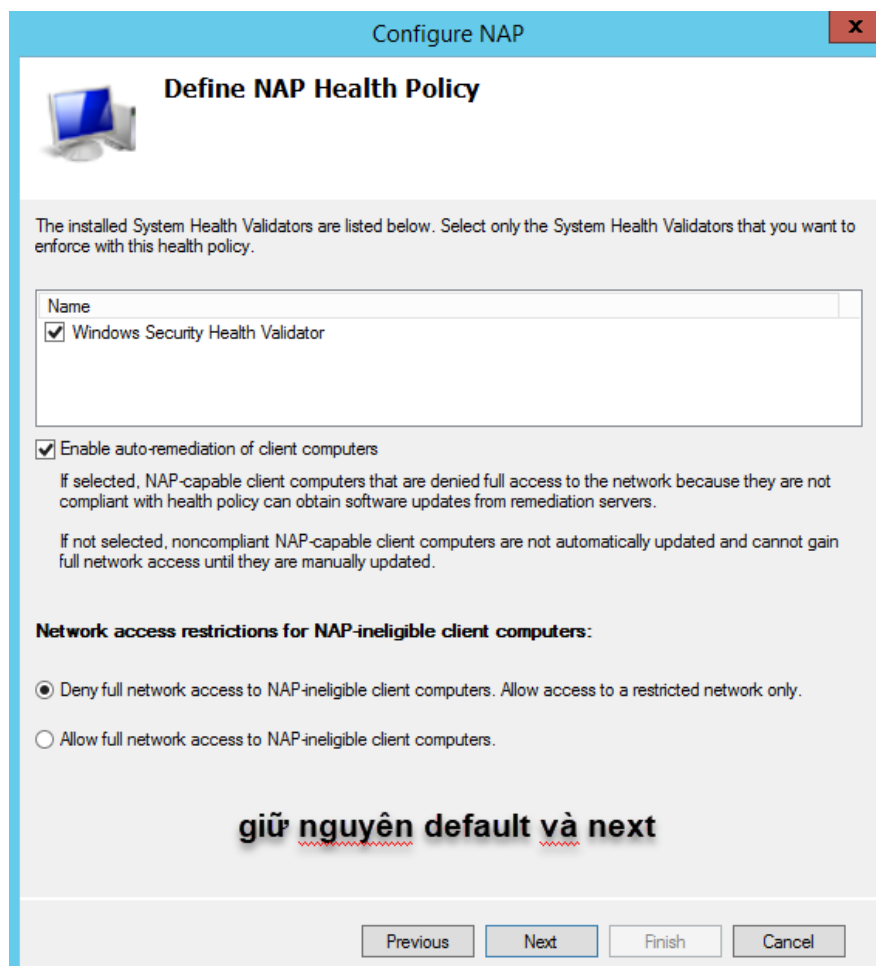 Configure NAP
x
Define NAP Health Policy
The installed System Health Validators are listed below. Select only the System Health Validators that you want to
enforce with this health policy.
Name
Windows Security Health Validator
Enable auto-remediation of client computers
If selected, NAP-capable client computers that are denied full access to the network because they are not
compliant with health policy can obtain software updates from remediation servers.
If not selected, noncompliant NAP-capable client computers are not automatically updated and cannot gain
full network access until they are manually updated.
Network access restrictions for NAP-ineligible client computers:
Deny full network access to NAP-ineligible client computers. Allow access to a restricted network only.
Allow full network access to NAP-ineligible client computers.
giữ nguyên default và next
Previous Next Finish Cancel